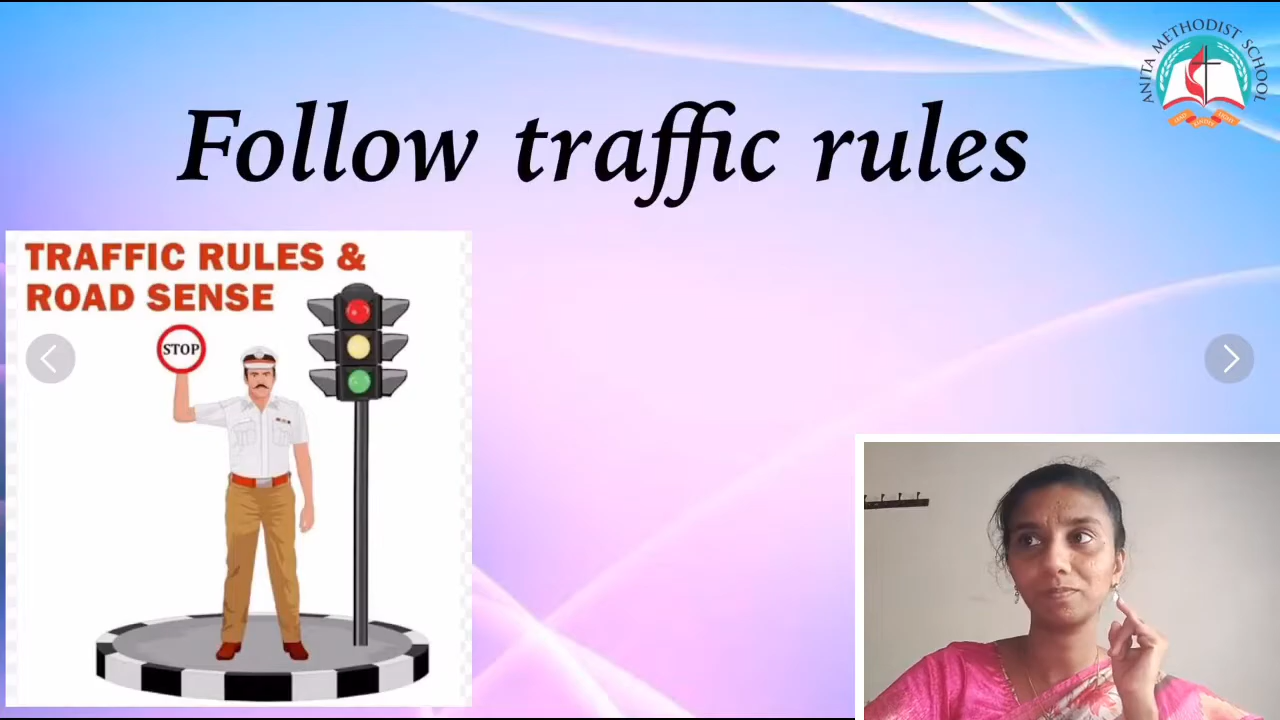 ANITA METHODIST SCHOOL
Follow traffic rules
TRAFFIC RULES &
ROAD SENSE
STOP